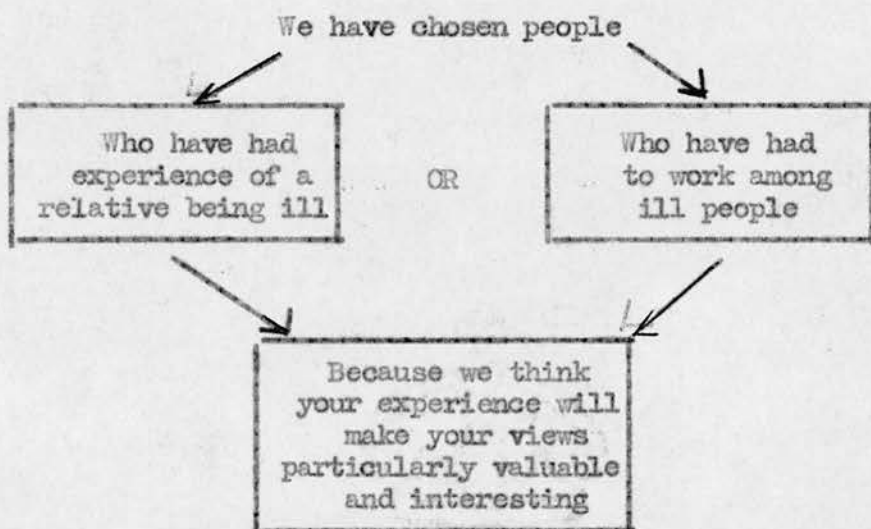 We have chosen people
Who have had
experience of a
relative being ill
OR
Who have had
to work among
ill people
Because we think
your experience will
make your views
particularly valuable
and interesting